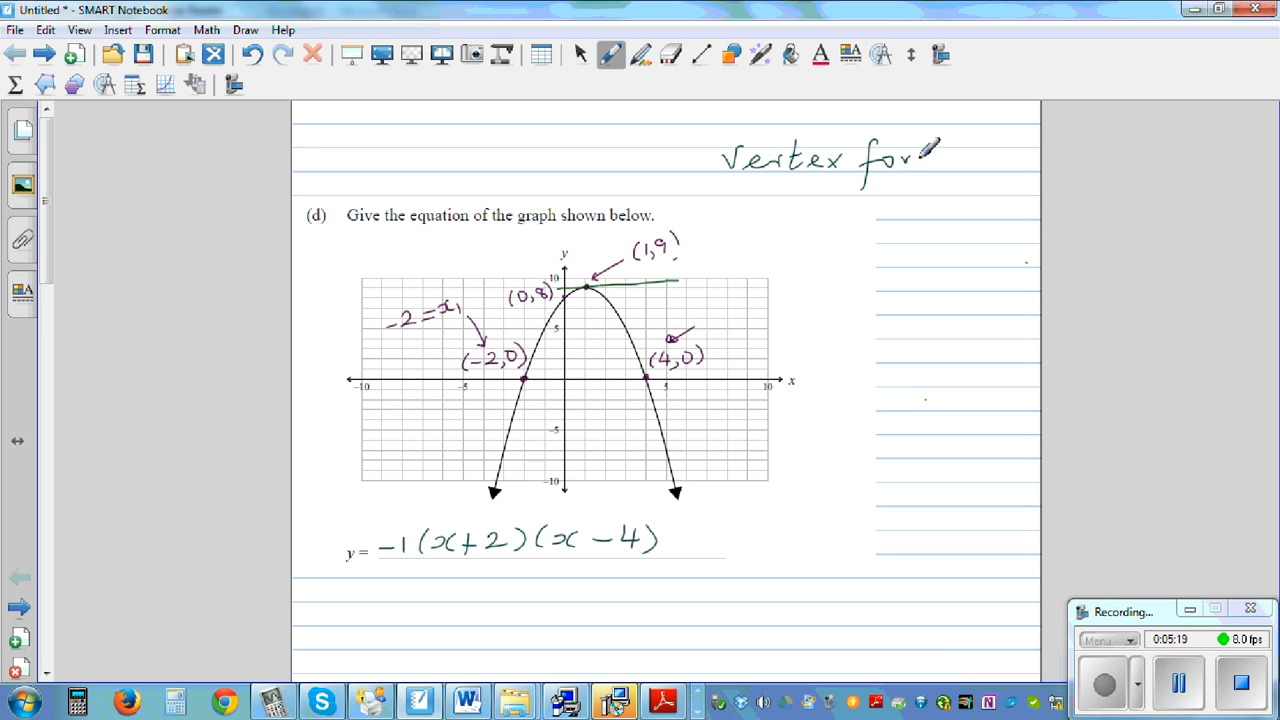 Untitled * - SMART Notebook
File Edit View Insert Format Math Draw Help
vertex for
(d) Give the equation of the graph shown below.
(1,9)
y
10
(0,8)
-2 = x,
5
(-2,0)
(4,0)
-10
-5
5
10
x
-5
-10
y = -1(x+2)(x-4)
Recording...
Menu
0:05:19
8.0 fps